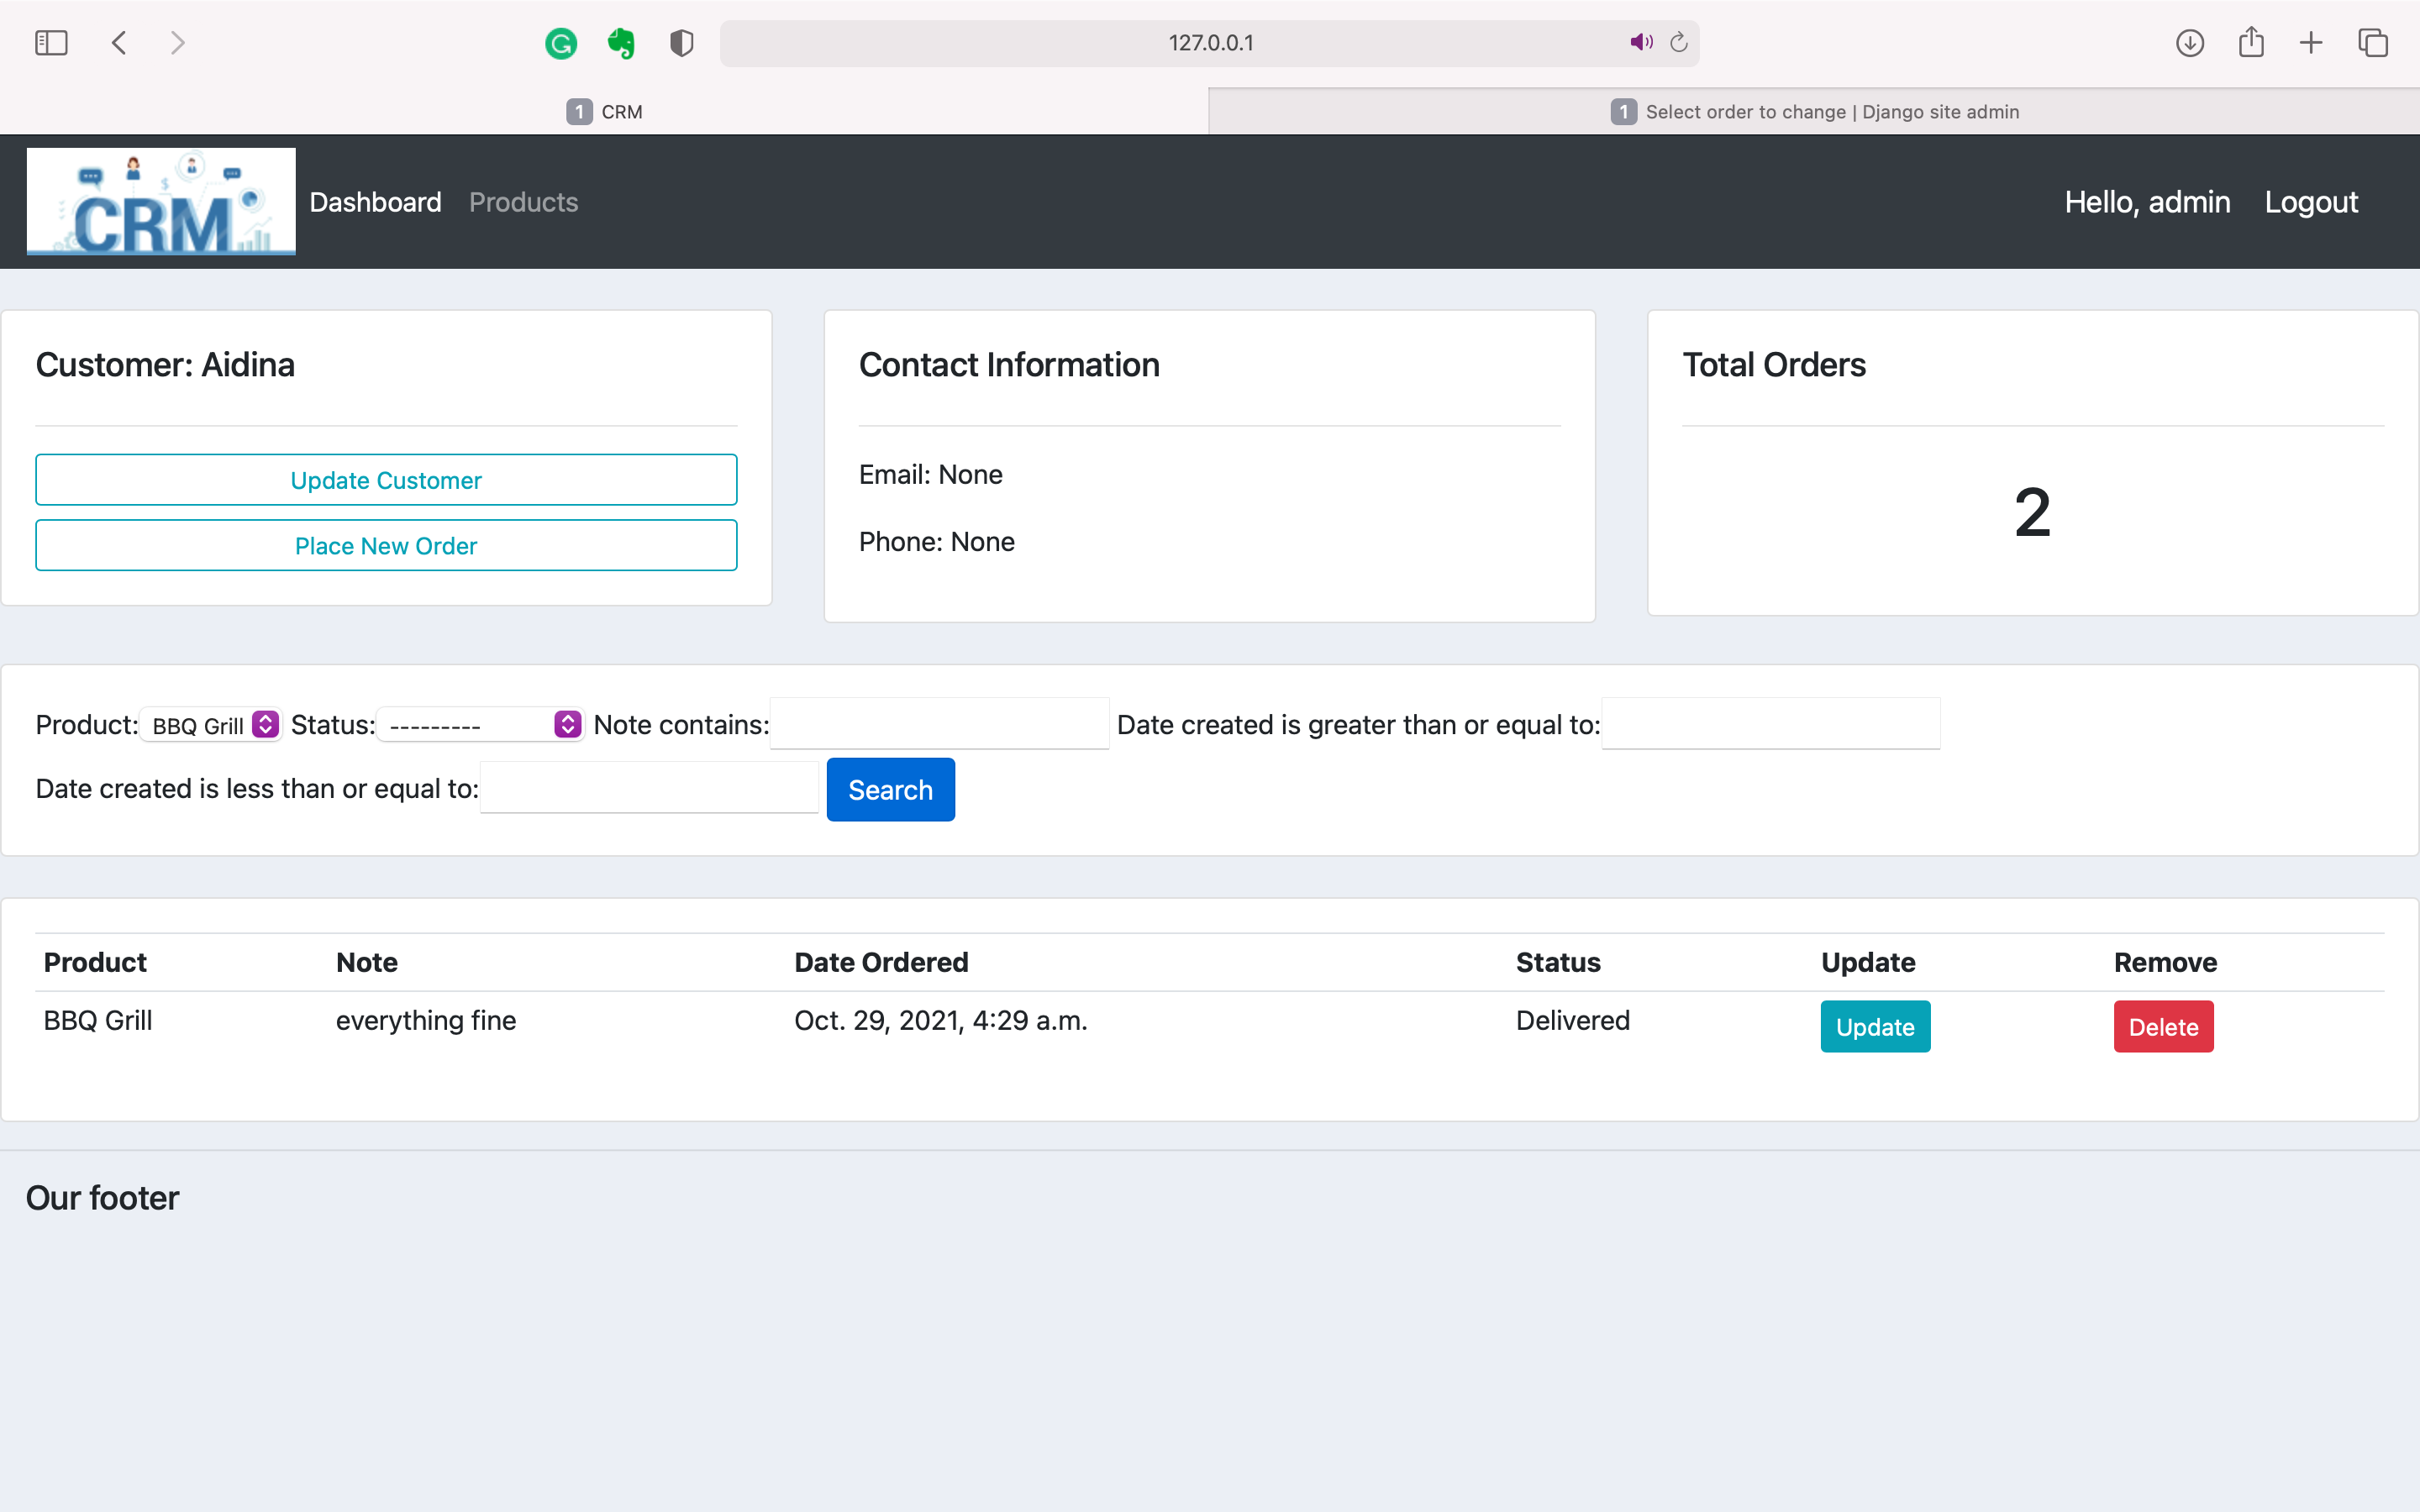 127.0.0.1
1 CRM
1 Select order to change | Django site admin
CRM Dashboard Products Hello, admin Logout
Customer: Aidina
Update Customer
Place New Order
Contact Information
Email: None
Phone: None
Total Orders
2
Product: BBQ Grill Status: --------- Note contains: Date created is greater than or equal to:
Date created is less than or equal to: Search
Product Note Date Ordered Status Update Remove
BBQ Grill everything fine Oct. 29, 2021, 4:29 a.m. Delivered Update Delete
Our footer